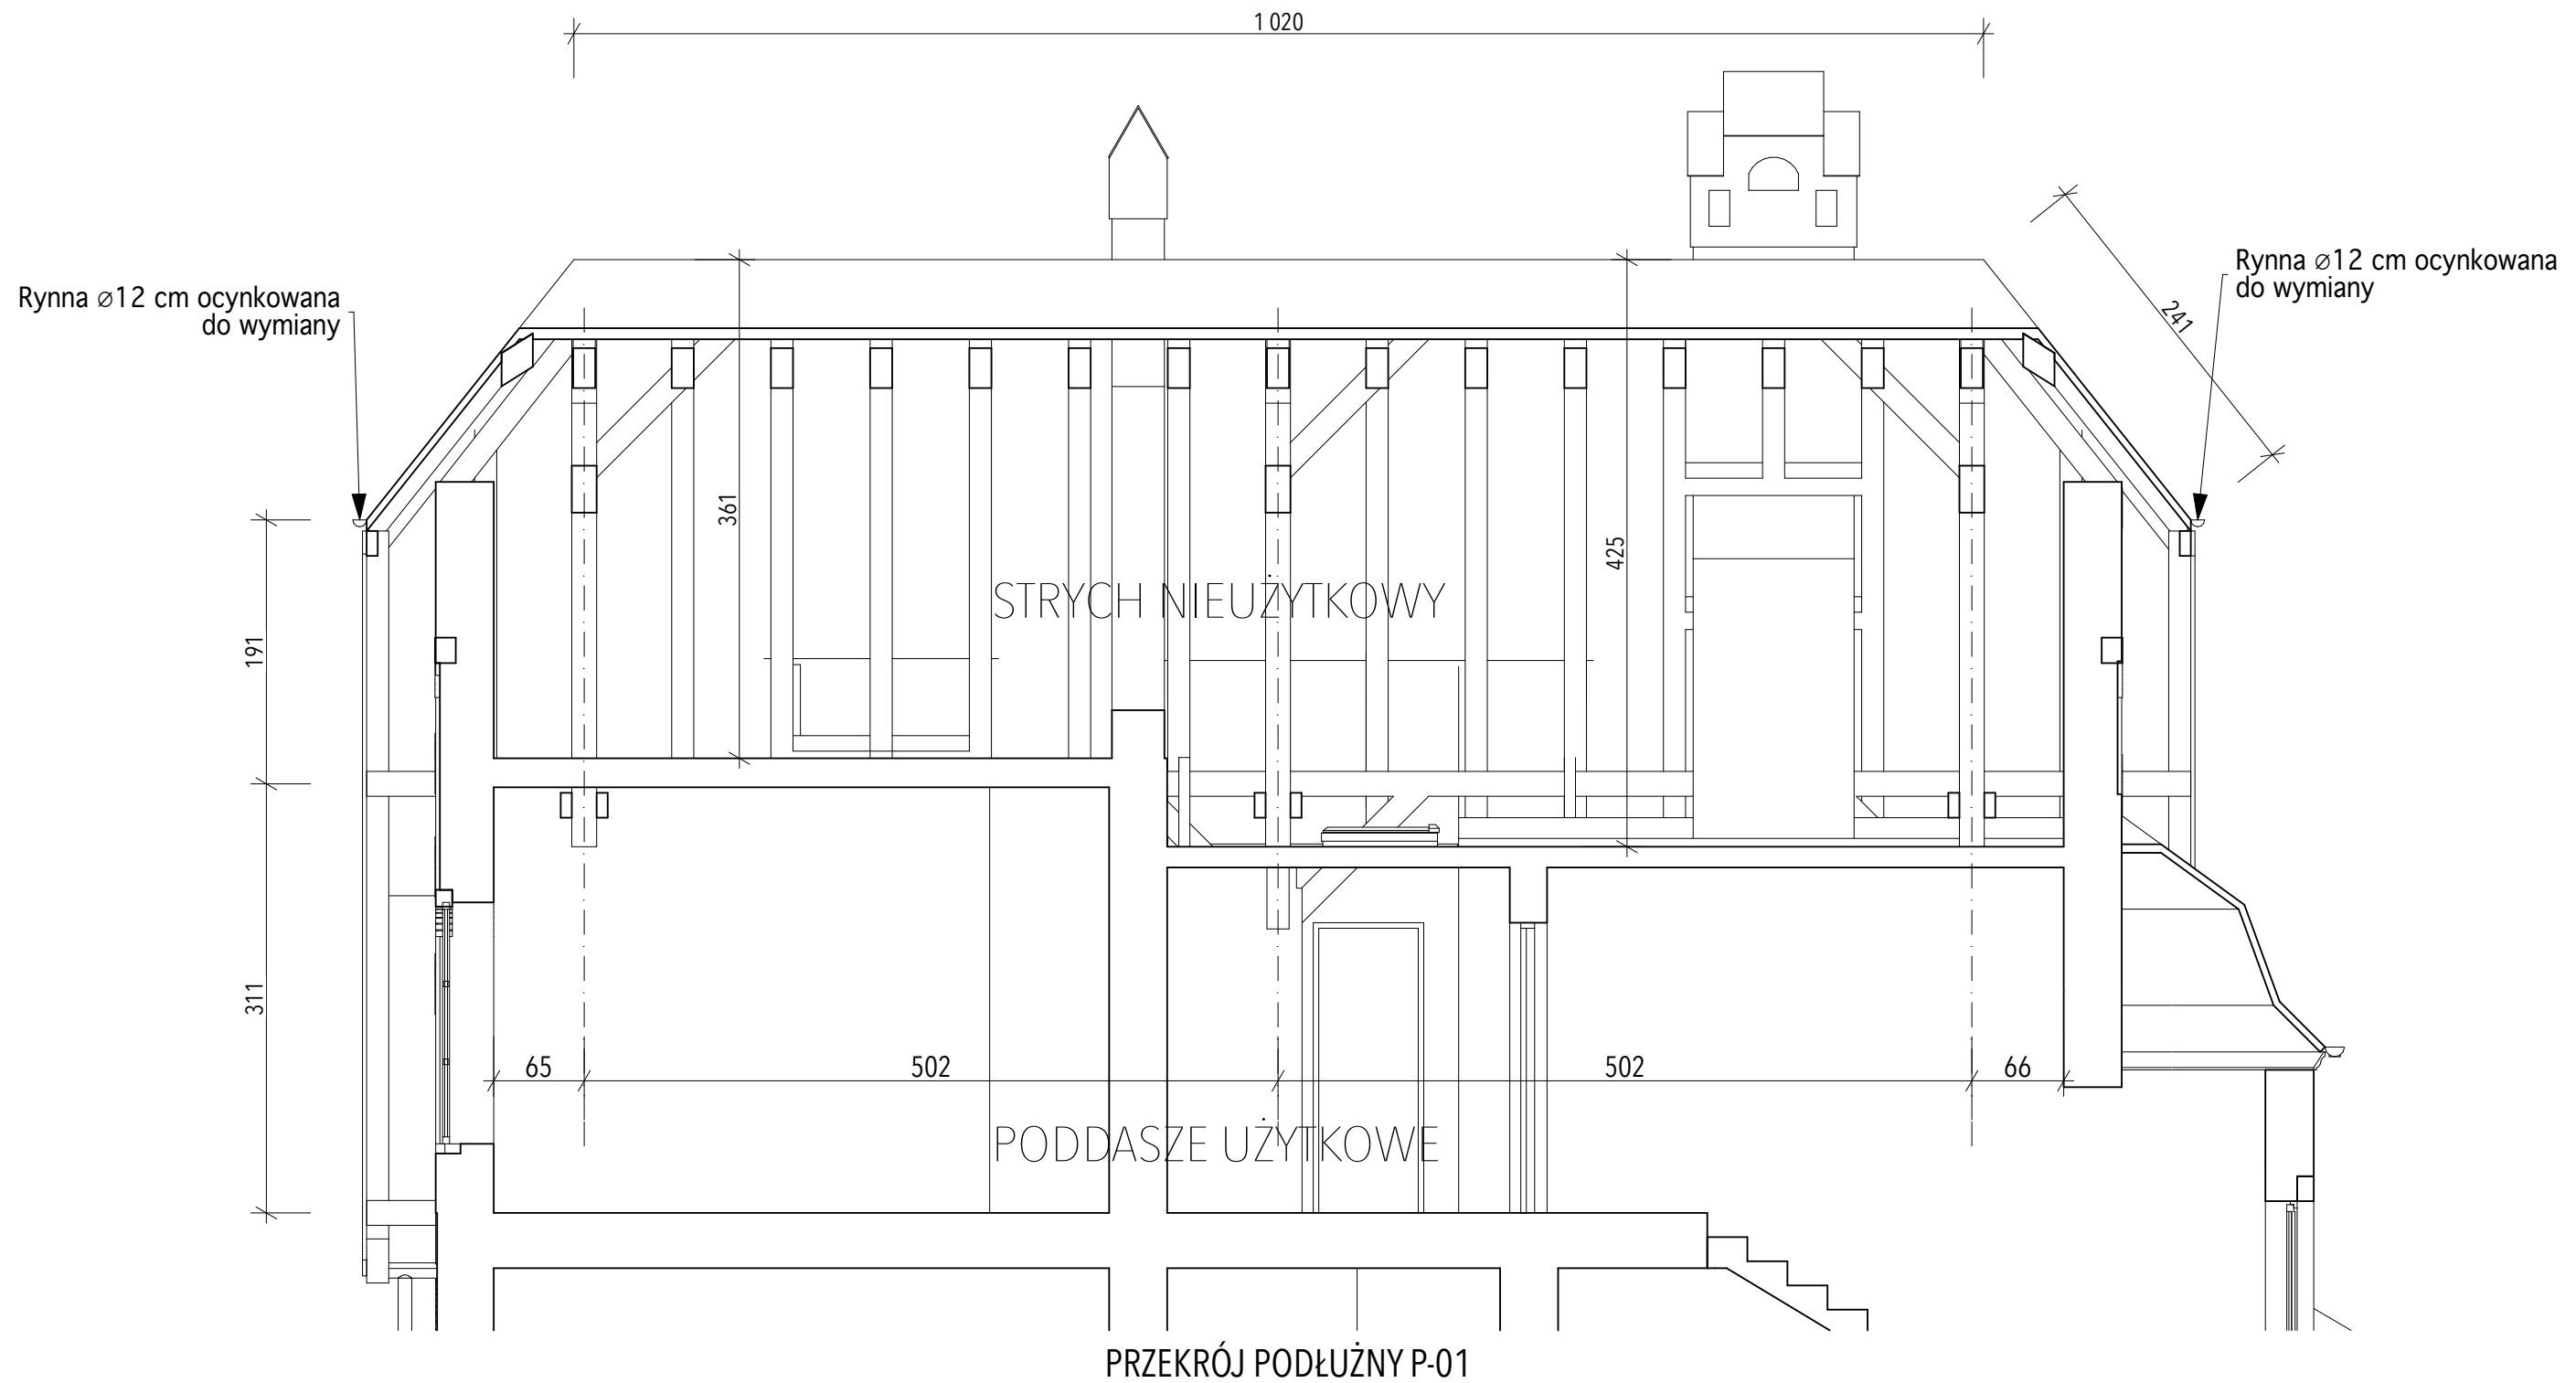 1 020
Rynna ⌀12 cm ocynkowana
do wymiany
Rynna ⌀12 cm ocynkowana
do wymiany
241
361
425
STRYCH NIEUŻYTKOWY
191
311
65
502
502
66
PODDASZE UŻYTKOWE
PRZEKRÓJ PODŁUŻNY P-01